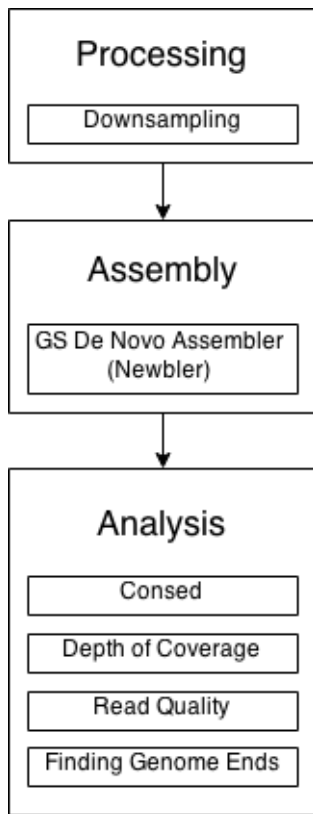 Processing
Downsampling
Assembly
GS De Novo Assembler
(Newbler)
Analysis
Consed
Depth of Coverage
Read Quality
Finding Genome Ends